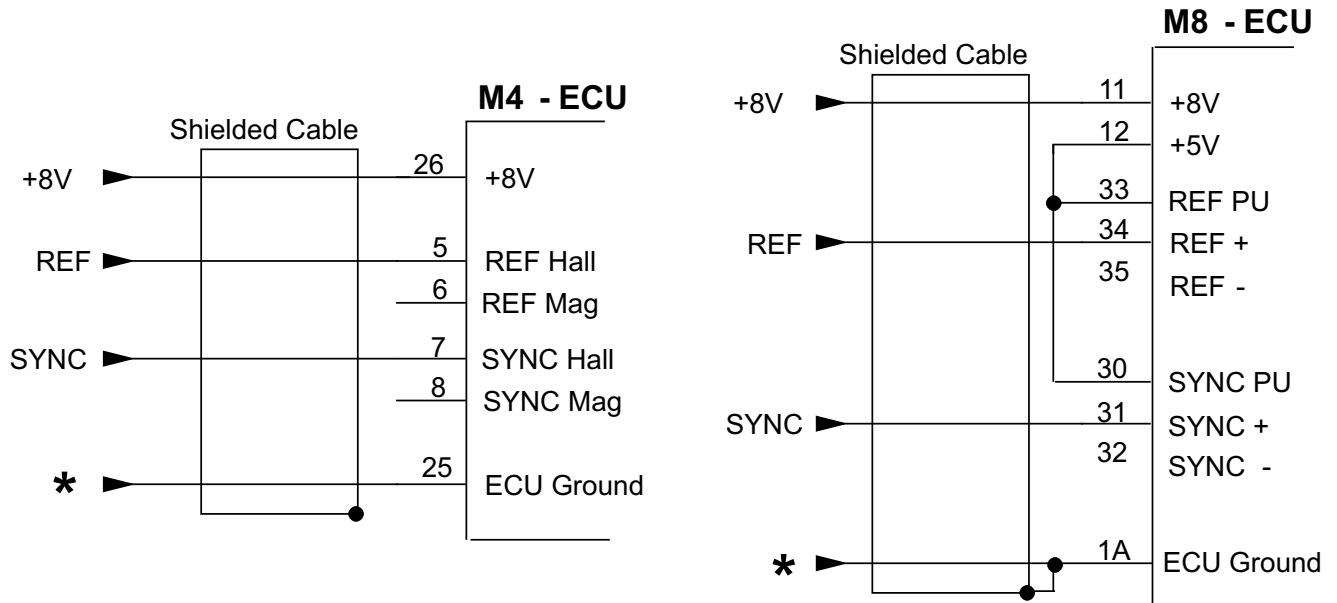 M4 - ECU
Shielded Cable
+8V
26
+8V
REF
5
REF Hall
6
REF Mag
SYNC
7
SYNC Hall
8
SYNC Mag
*
25
ECU Ground
M8 - ECU
Shielded Cable
+8V
11
+8V
12
+5V
33
REF PU
REF
34
REF +
35
REF -
30
SYNC PU
SYNC
31
SYNC +
32
SYNC -
*
1A
ECU Ground